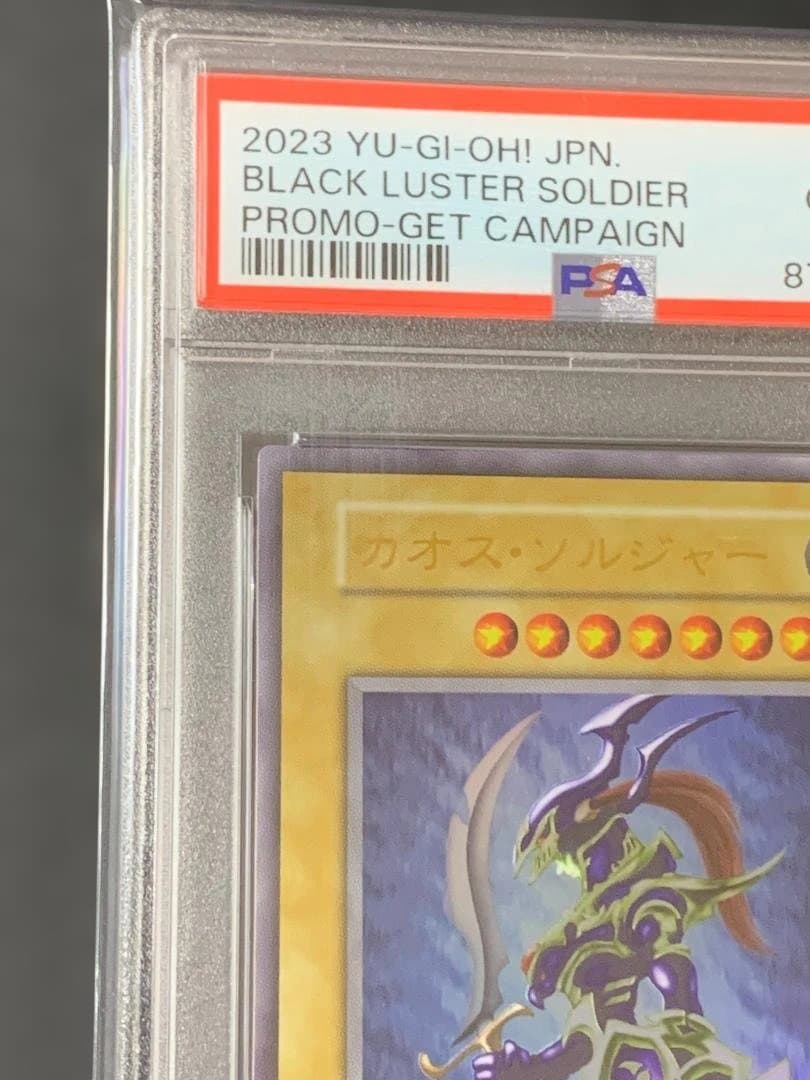 2023 YU-GI-OH! JPN.
BLACK LUSTER SOLDIER
PROMO-GET CAMPAIGN
PSA
カオス・ソルジャー